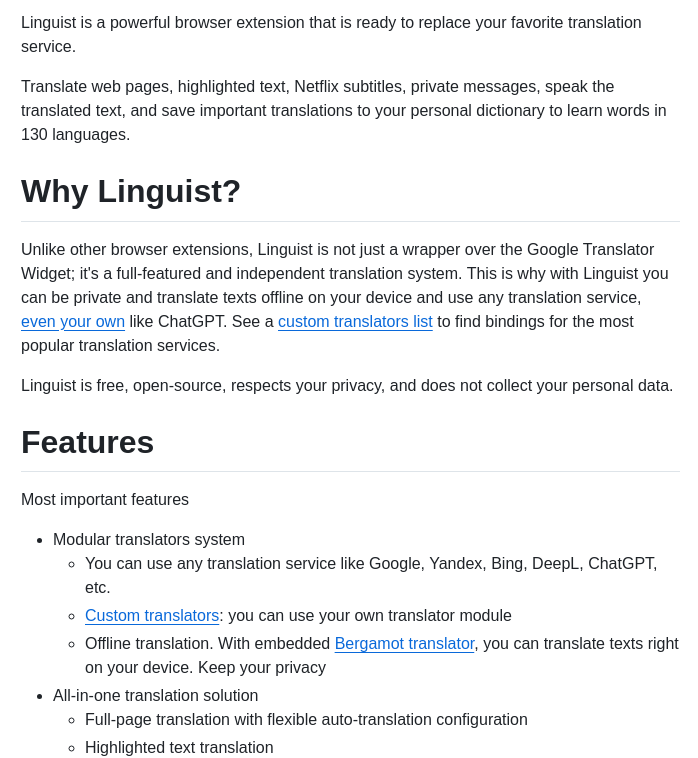 Linguist is a powerful browser extension that is ready to replace your favorite translation
service.
Translate web pages, highlighted text, Netflix subtitles, private messages, speak the
translated text, and save important translations to your personal dictionary to learn words in
130 languages.
Why Linguist?
Unlike other browser extensions, Linguist is not just a wrapper over the Google Translator
Widget; it's a full-featured and independent translation system. This is why with Linguist you
can be private and translate texts offline on your device and use any translation service,
even your own like ChatGPT. See a custom translators list to find bindings for the most
popular translation services.
Linguist is free, open-source, respects your privacy, and does not collect your personal data.
Features
Most important features
Modular translators system
You can use any translation service like Google, Yandex, Bing, DeepL, ChatGPT,
etc.
Custom translators: you can use your own translator module
Offline translation. With embedded Bergamot translator, you can translate texts right
on your device. Keep your privacy
All-in-one translation solution
Full-page translation with flexible auto-translation configuration
Highlighted text translation